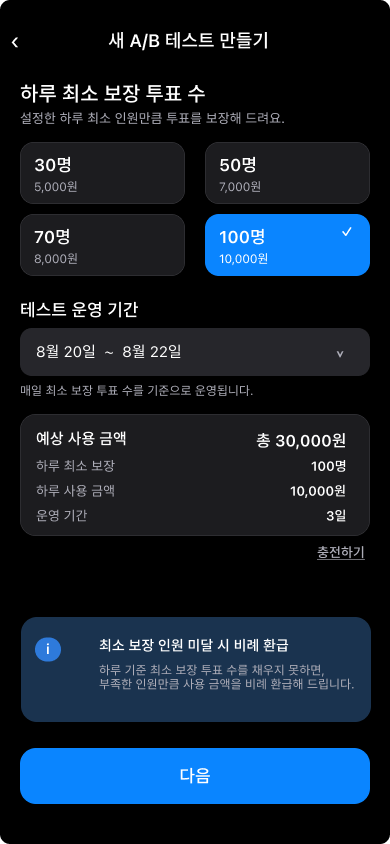 새 A/B 테스트 만들기
하루 최소 보장 투표 수
설정한 하루 최소 인원만큼 투표를 보장해 드려요.
30명
5,000원
50명
7,000원
70명
8,000원
100명
10,000원
테스트 운영 기간
8월 20일 ~ 8월 22일
매일 최소 보장 투표 수를 기준으로 운영됩니다.
예상 사용 금액 총 30,000원
하루 최소 보장 100명
하루 사용 금액 10,000원
운영 기간 3일
충전하기
최소 보장 인원 미달 시 비례 환급
하루 기준 최소 보장 투표 수를 채우지 못하면,
부족한 인원만큼 사용 금액을 비례 환급해 드립니다.
다음